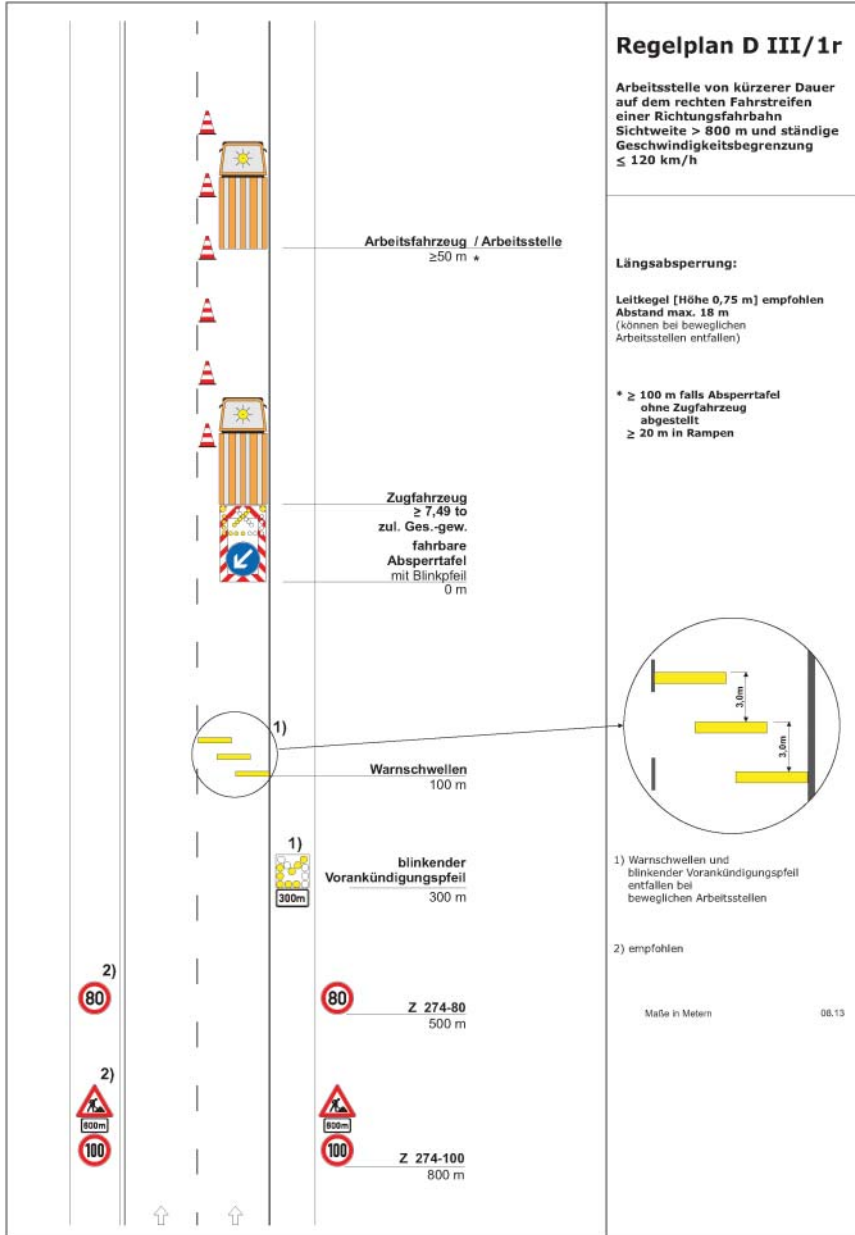 Regelplan D III/1r
Arbeitsstelle von kürzerer Dauer
auf dem rechten Fahrstreifen
einer Richtungsfahrbahn
Sichtweite > 800 m und ständige
Geschwindigkeitsbegrenzung
≤ 120 km/h
Arbeitsfahrzeug / Arbeitsstelle
≥50 m *
Längsabsperrung:
Leitkegel [Höhe 0,75 m] empfohlen
Abstand max. 18 m
(können bei beweglichen
Arbeitsstellen entfallen)
* ≥ 100 m falls Absperrtafel
ohne Zugfahrzeug
abgestellt
≥ 20 m in Rampen
Zugfahrzeug
≥ 7,49 to
zul. Ges.-gew.
fahrbare
Absperrtafel
mit Blinkpfeil
0 m
3,0m
3,0m
1)
Warnschwellen
100 m
1)
300m
blinkender
Vorankündigungspfeil
300 m
1) Warnschwellen und
blinkender Vorankündigungspfeil
entfallen bei
beweglichen Arbeitsstellen
2) empfohlen
2)
80
80
Z 274-80
500 m
Maße in Metern 08.13
2)
800m
100
800m
100
Z 274-100
800 m